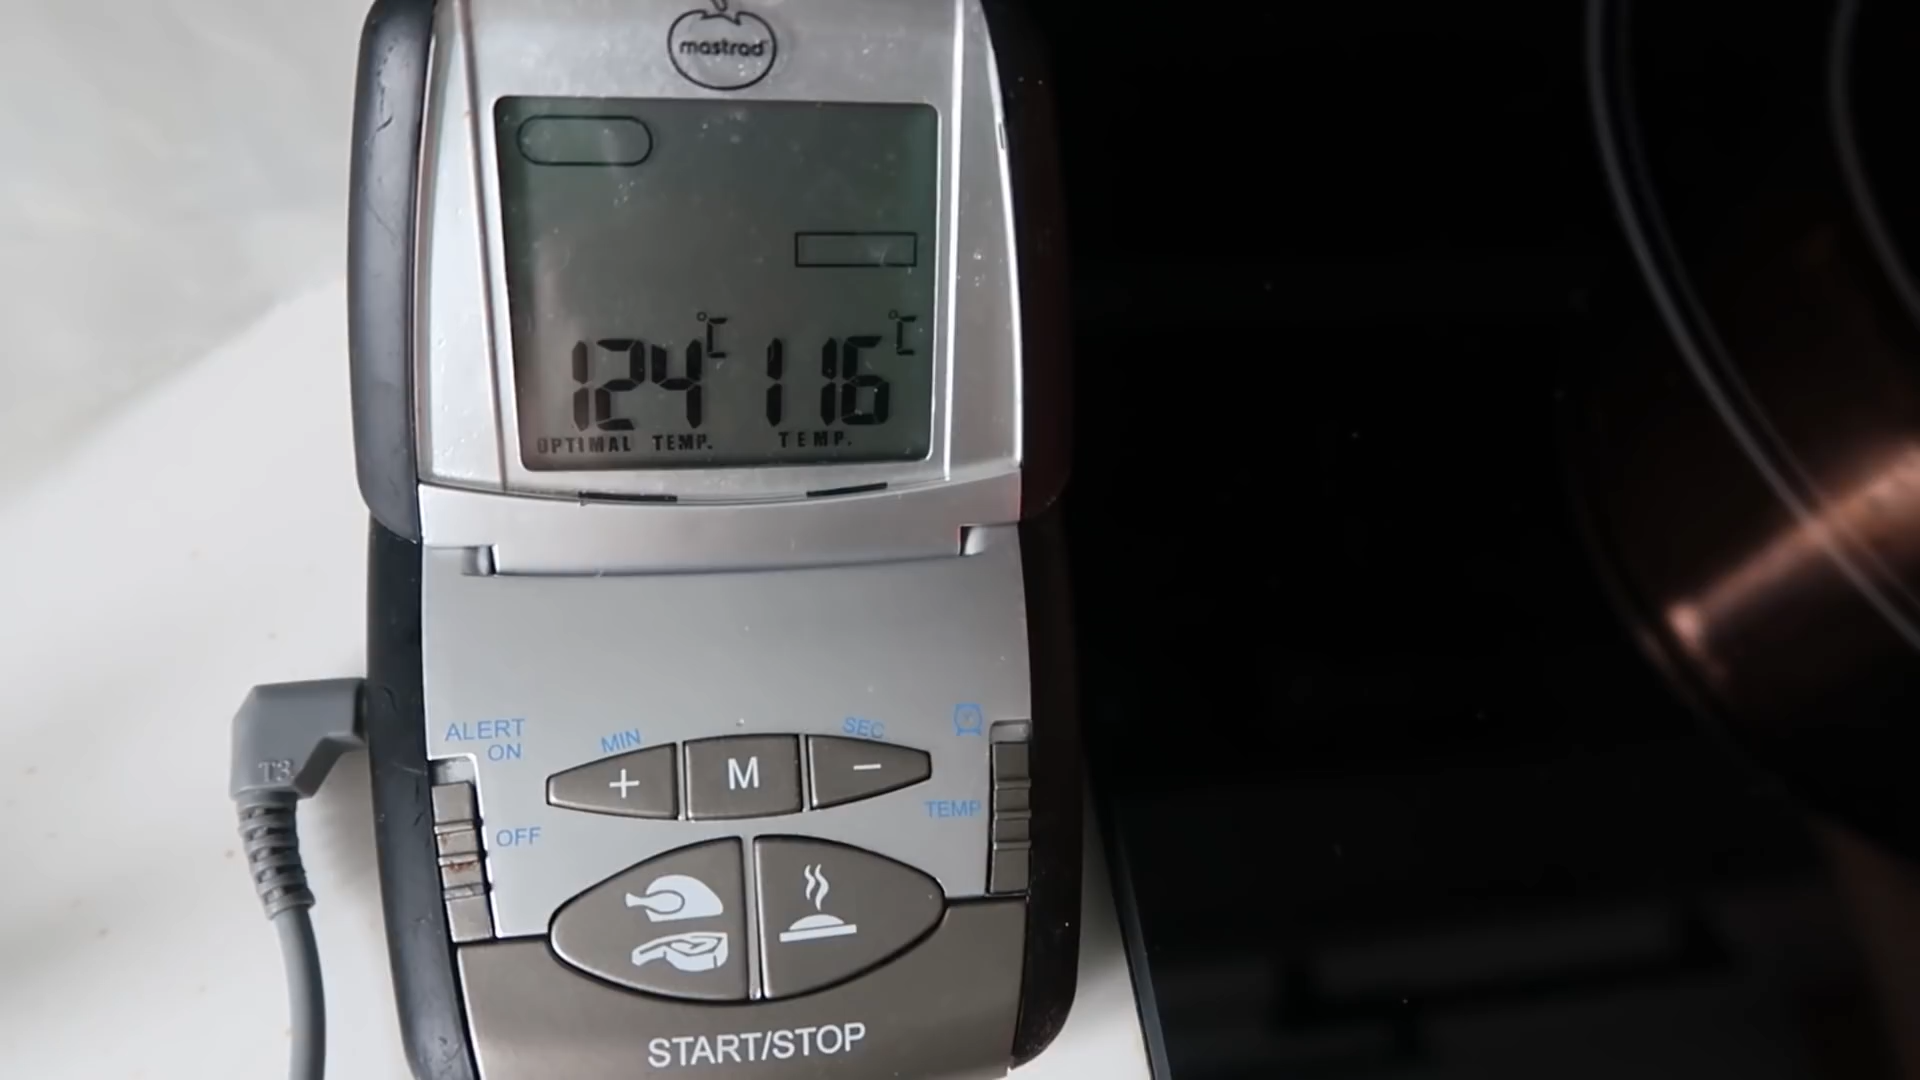 mastrad
124°C 116°C
OPTIMAL TEMP. TEMP.
T3
ALERT
ON
OFF
MIN
SEC
+ M −
TEMP
START/STOP